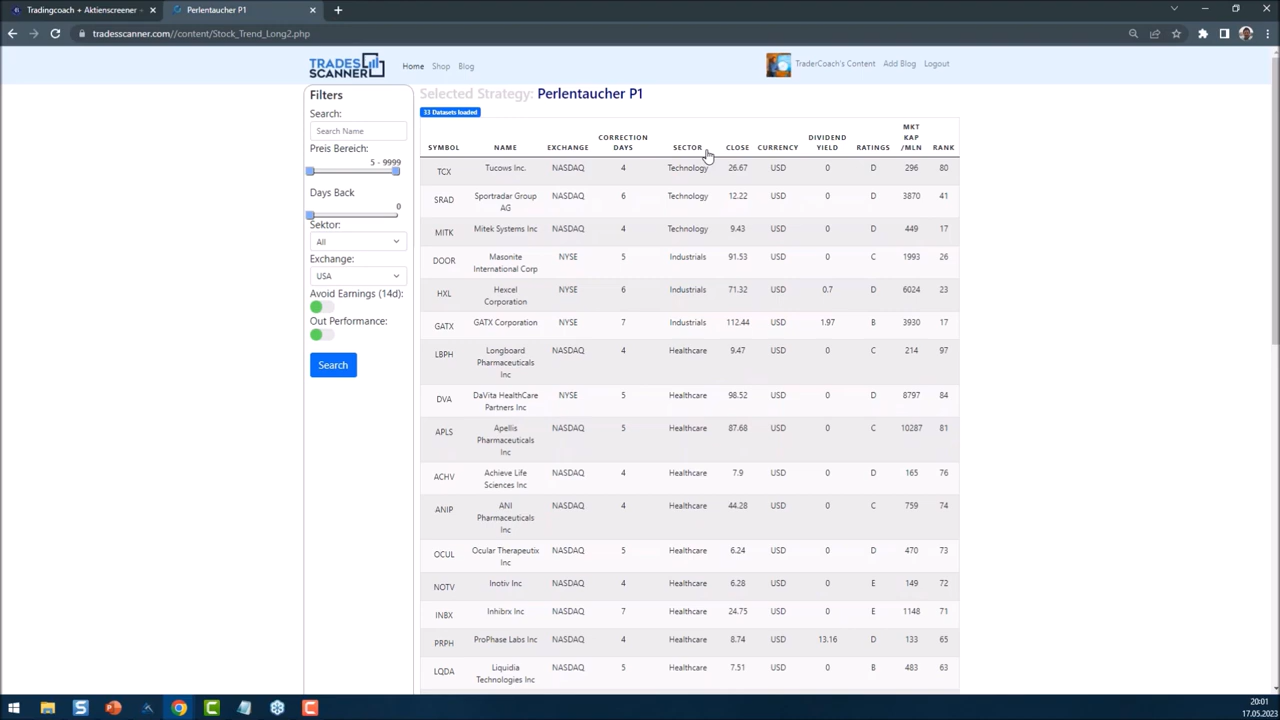 Tradingcoach + Aktienscreener
Perlentaucher P1
tradesscanner.com//content/Stock_Trend_Long2.php
TRADES SCANNER
Home Shop Blog
TraderCoach's Content Add Blog Logout
Filters
Search:
Search Name
Preis Bereich:
5 - 9999
Days Back
0
Sektor:
All
Exchange:
USA
Avoid Earnings (14d):
Out Performance:
Search
Selected Strategy: Perlentaucher P1
33 Datasets loaded
SYMBOL NAME EXCHANGE CORRECTION DAYS SECTOR CLOSE CURRENCY DIVIDEND YIELD RATINGS MKT KAP /MLN RANK
TCX Tucows Inc. NASDAQ 4 Technology 26.67 USD 0 D 296 80
SRAD Sportradar Group AG NASDAQ 6 Technology 12.22 USD 0 D 3870 41
MITK Mitek Systems Inc NASDAQ 4 Technology 9.43 USD 0 D 449 17
DOOR Masonite International Corp NYSE 5 Industrials 91.53 USD 0 C 1993 26
HXL Hexcel Corporation NYSE 6 Industrials 71.32 USD 0.7 D 6024 23
GATX GATX Corporation NYSE 7 Industrials 112.44 USD 1.97 B 3930 17
LBPH Longboard Pharmaceuticals Inc NASDAQ 4 Healthcare 9.47 USD 0 C 214 97
DVA DaVita HealthCare Partners Inc NYSE 5 Healthcare 98.52 USD 0 D 8797 84
APLS Apellis Pharmaceuticals Inc NASDAQ 5 Healthcare 87.68 USD 0 C 10287 81
ACHV Achieve Life Sciences Inc NASDAQ 4 Healthcare 7.9 USD 0 D 165 76
ANIP ANI Pharmaceuticals Inc NASDAQ 4 Healthcare 44.28 USD 0 C 759 74
OCUL Ocular Therapeutix Inc NASDAQ 5 Healthcare 6.24 USD 0 D 470 73
NOTV Inotiv Inc NASDAQ 4 Healthcare 6.28 USD 0 E 149 72
INBX Inhibrx Inc NASDAQ 7 Healthcare 24.75 USD 0 E 1148 71
PRPH ProPhase Labs Inc NASDAQ 4 Healthcare 8.74 USD 13.16 D 133 65
LQDA Liquidia Technologies Inc NASDAQ 5 Healthcare 7.51 USD 0 B 483 63
20:01
17.05.2023